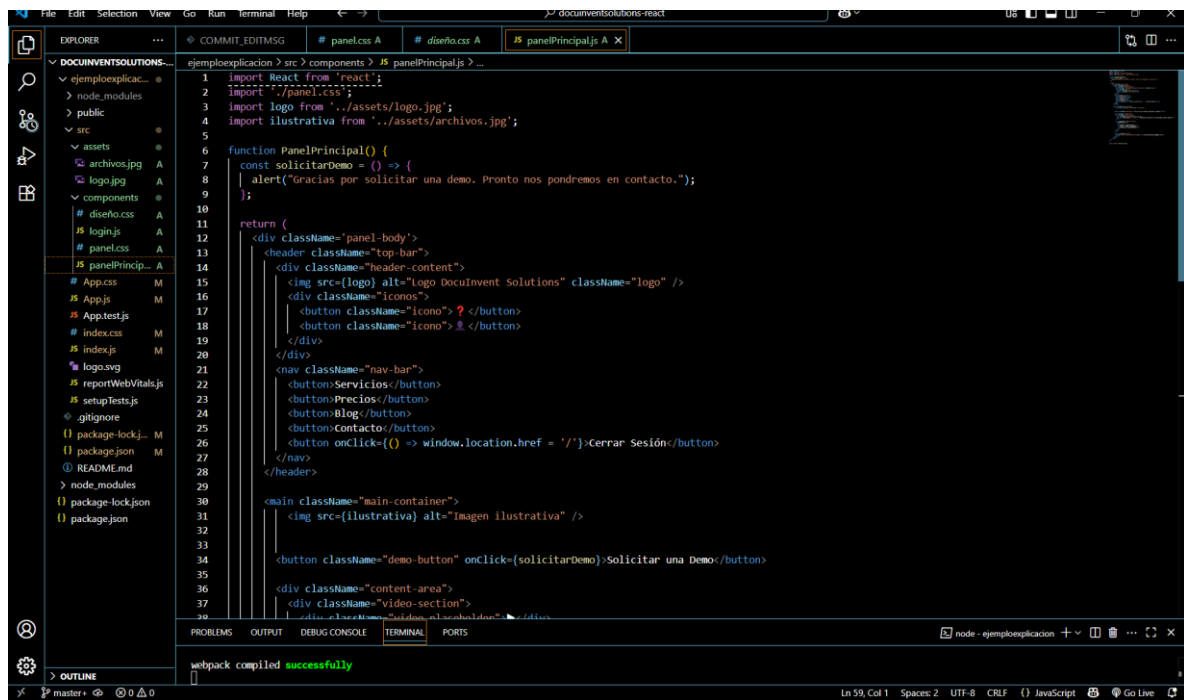 File Edit Selection View Go Run Terminal Help
docuinventsolutions-react
EXPLORER
DOCUINVENTSOLUTIONS-...
ejemploexplicac...
node_modules
public
src
assets
archivos.jpg A
logo.jpg A
components
# diseño.css A
JS login.js A
# panel.css A
JS panelPrincip... A
# App.css M
JS App.js M
JS App.test.js
# index.css M
JS index.js M
logo.svg
JS reportWebVitals.js
JS setupTests.js
.gitignore
{} package-lock.j... M
{} package.json M
README.md
node_modules
{} package-lock.json
{} package.json
OUTLINE
COMMIT_EDITMSG # panel.css A # diseño.css A JS panelPrincipal.js A
ejemploexplicacion > src > components > JS panelPrincipal.js > ...
1 import React from 'react';
2 import './panel.css';
3 import logo from '../assets/logo.jpg';
4 import ilustrativa from '../assets/archivos.jpg';
5
6 function PanelPrincipal() {
7 const solicitarDemo = () => {
8 alert("Gracias por solicitar una demo. Pronto nos pondremos en contacto.");
9 };
10
11 return (
12 <div className='panel-body'>
13 <header className="top-bar">
14 <div className="header-content">
15 <img src={logo} alt="Logo DocuInvent Solutions" className="logo" />
16 <div className="iconos">
17 <button className="icono">❓</button>
18 <button className="icono">👤</button>
19 </div>
20 </div>
21 <nav className="nav-bar">
22 <button>Servicios</button>
23 <button>Precios</button>
24 <button>Blog</button>
25 <button>Contacto</button>
26 <button onClick={() => window.location.href = '/'}>Cerrar Sesión</button>
27 </nav>
28 </header>
29
30 <main className="main-container">
31 <img src={ilustrativa} alt="Imagen ilustrativa" />
32
33
34 <button className="demo-button" onClick={solicitarDemo}>Solicitar una Demo</button>
35
36 <div className="content-area">
37 <div className="video-section">
38 <div className="video-placeholder">▶</div>
PROBLEMS OUTPUT DEBUG CONSOLE TERMINAL PORTS
node - ejemploexplicacion
webpack compiled successfully
master+ 0 0 0
Ln 59, Col 1 Spaces: 2 UTF-8 CRLF {} JavaScript Go Live